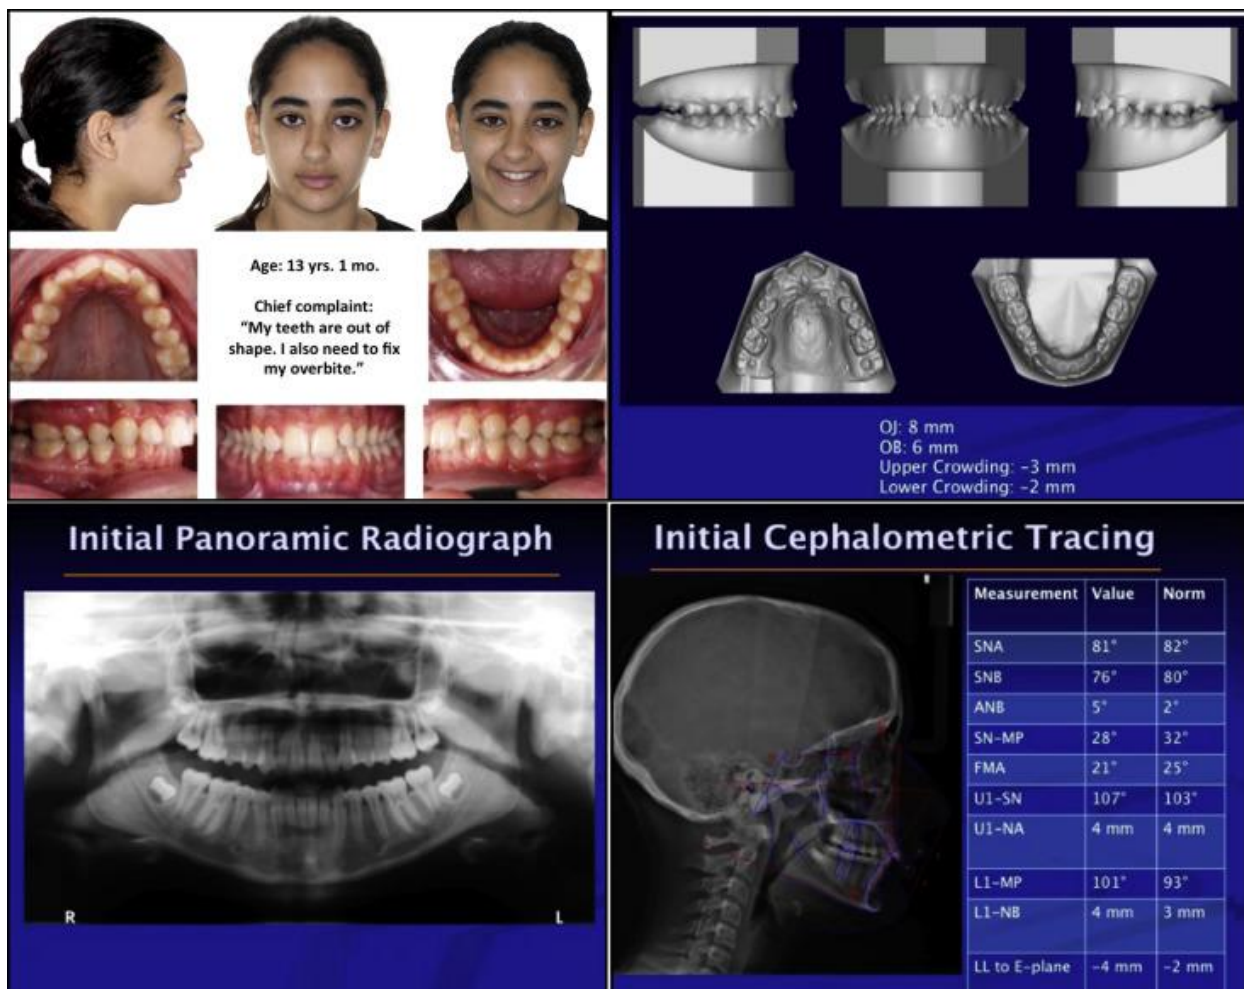 Age: 13 yrs. 1 mo.
Chief complaint:
“My teeth are out of
shape. I also need to fix
my overbite.”
OJ: 8 mm
OB: 6 mm
Upper Crowding: -3 mm
Lower Crowding: -2 mm
Initial Panoramic Radiograph
R L
Initial Cephalometric Tracing
Measurement Value Norm
SNA 81° 82°
SNB 76° 80°
ANB 5° 2°
SN-MP 28° 32°
FMA 21° 25°
U1-SN 107° 103°
U1-NA 4 mm 4 mm
L1-MP 101° 93°
L1-NB 4 mm 3 mm
LL to E-plane -4 mm -2 mm